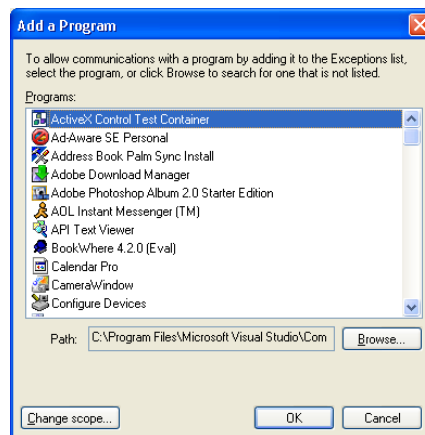 Add a Program
To allow communications with a program by adding it to the Exceptions list,
select the program, or click Browse to search for one that is not listed.
Programs:
ActiveX Control Test Container
Ad-Aware SE Personal
Address Book Palm Sync Install
Adobe Download Manager
Adobe Photoshop Album 2.0 Starter Edition
AOL Instant Messenger (TM)
API Text Viewer
BookWhere 4.2.0 (Eval)
Calendar Pro
CameraWindow
Configure Devices
Path: C:\Program Files\Microsoft Visual Studio\Com Browse...
Change scope... OK Cancel